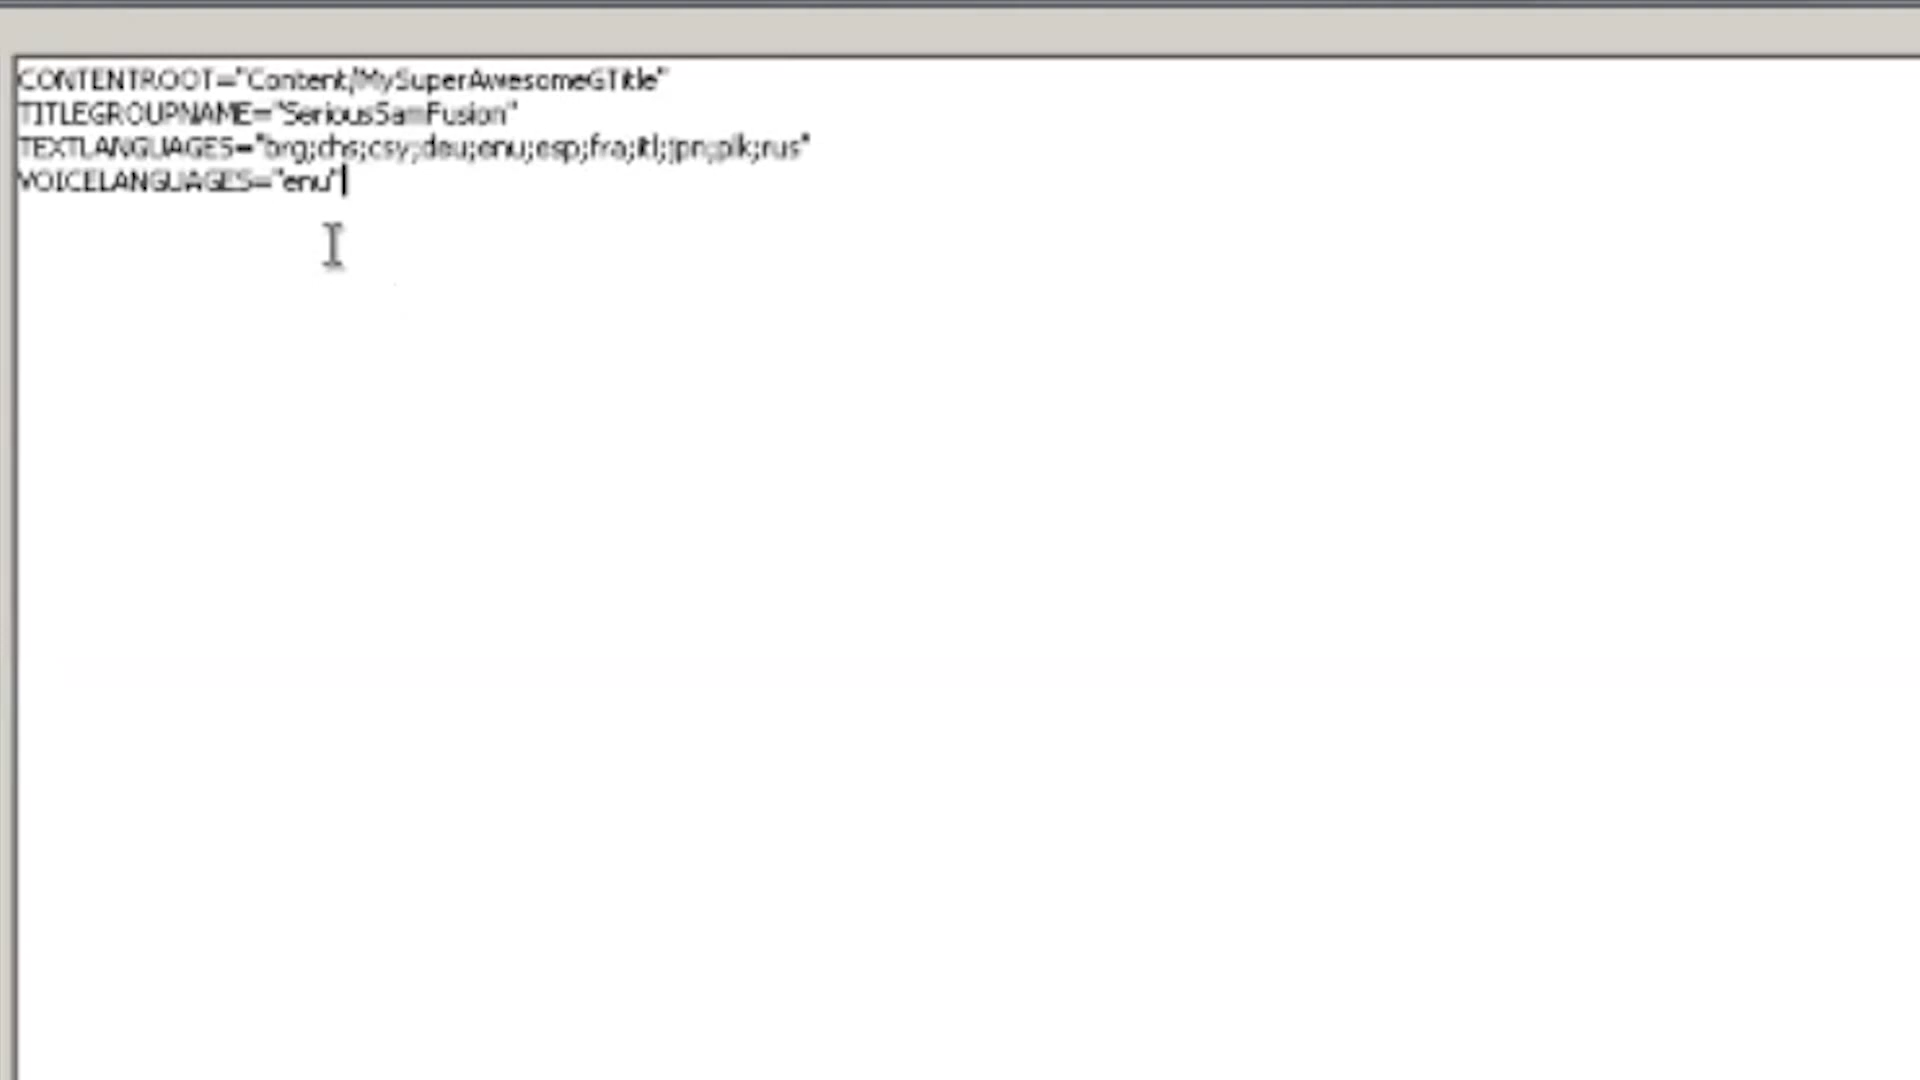 CONTENTROOT="Content/MySuperAwesomeGTitle"
TITLEGROUPNAME="SeriousSamFusion"
TEXTLANGUAGES="brg;chs;csy;deu;enu;esp;fra;itl;jpn;plk;rus"
VOICELANGUAGES="enu"